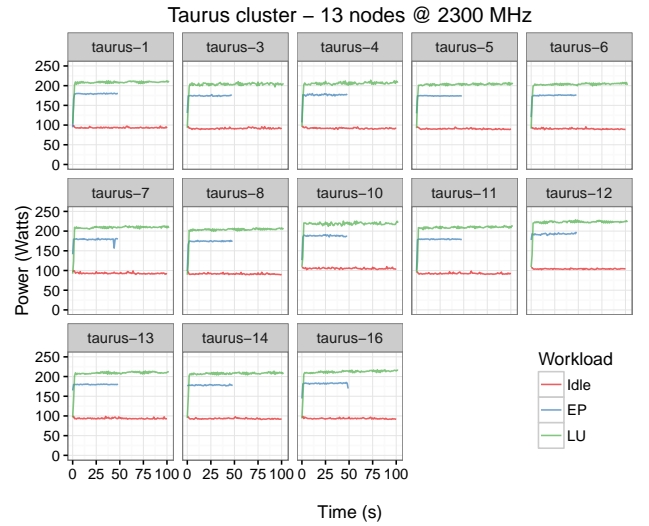 Taurus cluster – 13 nodes @ 2300 MHz
taurus−1 taurus−3 taurus−4 taurus−5 taurus−6
250
200
150
100
50
0
taurus−7 taurus−8 taurus−10 taurus−11 taurus−12
250
200
150
100
50
0
Power (Watts)
taurus−13 taurus−14 taurus−16
250
200
150
100
50
0
0 25 50 75 100 0 25 50 75 100 0 25 50 75 100
Time (s)
Workload
Idle
EP
LU